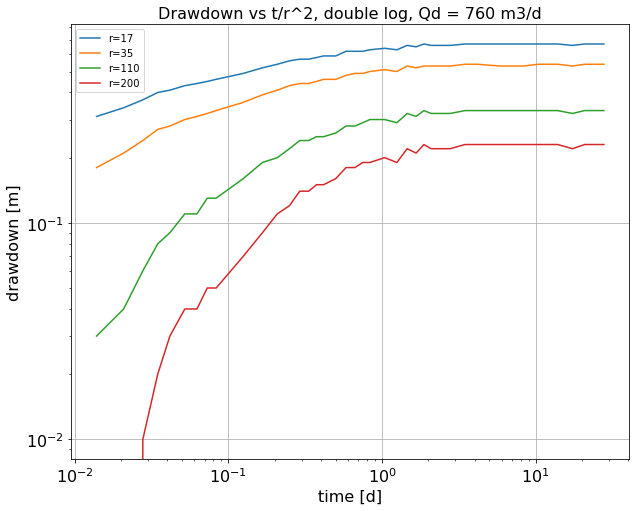 Drawdown vs t/r^2, double log, Qd = 760 m3/d
r=17
r=35
r=110
r=200
drawdown [m]
10⁻¹
10⁻²
10⁻²
10⁻¹
10⁰
10¹
time [d]